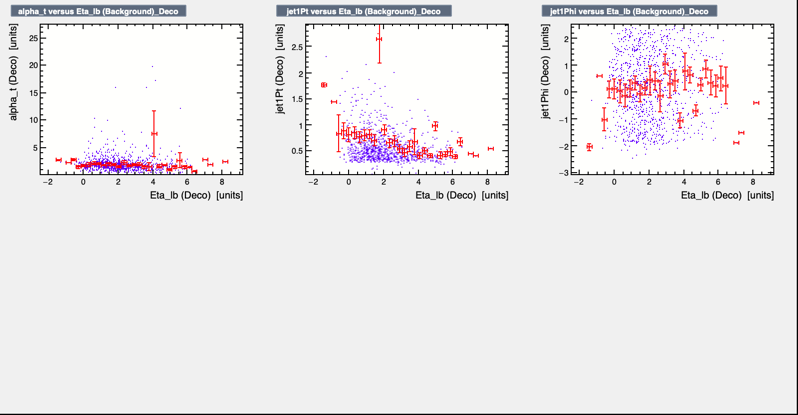 alpha_t versus Eta_lb (Background)_Deco
alpha_t (Deco) [units]
25
20
15
10
5
−2 0 2 4 6 8
Eta_lb (Deco) [units]
jet1Pt versus Eta_lb (Background)_Deco
jet1Pt (Deco) [units]
2.5
2
1.5
1
0.5
−2 0 2 4 6 8
Eta_lb (Deco) [units]
jet1Phi versus Eta_lb (Background)_Deco
jet1Phi (Deco) [units]
2
1
0
−1
−2
−3
−2 0 2 4 6 8
Eta_lb (Deco) [units]